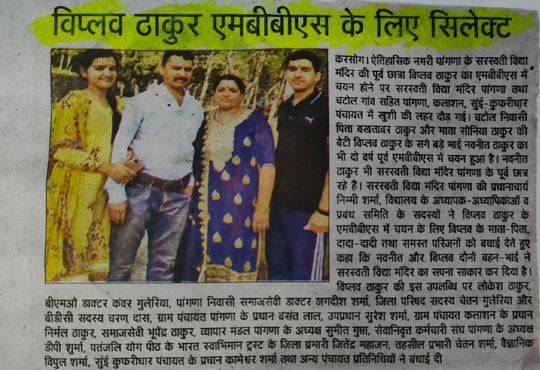 विप्लव ठाकुर एमबीबीएस के लिए सिलेक्ट
करसोग। ऐतिहासिक नगरी पांगणा के सरस्वती विद्या
मंदिर की पूर्व छात्रा विप्लव ठाकुर का एमबीबीएस में
चयन होने पर सरस्वती विद्या मंदिर पांगणा तथा
चटोल गांव सहित पांगणा, कलाशन, सुंई-कुफरीधार
पंचायत में खुशी की लहर दौड़ गई। चटोल निवासी
पिता बखतावर ठाकुर और माता सोनिया ठाकुर की
बेटी विप्लव ठाकुर के सगे बड़े भाई नवनीत ठाकुर का
भी दो वर्ष पूर्व एमबीबीएस में चयन हुआ है। नवनीत
ठाकुर भी सरस्वती विद्या मंदिर पांगणा के पूर्व छात्र
रहे हैं। सरस्वती विद्या मंदिर पांगणा की प्रधानाचार्य
निम्मी शर्मा, विद्यालय के अध्यापक-अध्यापिकाओं व
प्रबंध समिति के सदस्यों ने विप्लव ठाकुर के
एमबीबीएस में चयन के लिए विप्लव के माता-पिता,
दादा-दादी तथा समस्त परिजनों को बधाई देते हुए
कहा कि नवनीत और विप्लव दोनों बहन-भाई ने
सरस्वती विद्या मंदिर का सपना साकार कर दिया है।
विप्लव ठाकुर की इस उपलब्धि पर लोकेश ठाकुर,
बीएमओ डाक्टर कंवर गुलेरिया, पांगणा निवासी समाजसेवी डाक्टर जगदीश शर्मा, जिला परिषद सदस्य चेतन गुलेरिया और
बीडीसी सदस्य चरण दास, ग्राम पंचायत पांगणा के प्रधान बसंत लाल, उपप्रधान सुरेश शर्मा, ग्राम पंचायत कलाशन के प्रधान
निर्मल ठाकुर, समाजसेवी भूपेंद्र ठाकुर, व्यापार मंडल पांगणा के अध्यक्ष सुमीत गुप्ता, सेवानिवृत कर्मचारी संघ पांगणा के अध्यक्ष
डीपी शुर्मा, पतंजलि योग पीठ के भारत स्वाभिमान ट्रस्ट के जिला प्रभारी जितेंद्र महाजन, तहसील प्रभारी चेतन शर्मा, वैज्ञानिक
विपुल शर्मा, सुंई कुफरीधार पंचायत के प्रधान कामेश्वर शर्मा तथा अन्य पंचायत प्रतिनिधियों ने बधाई दी